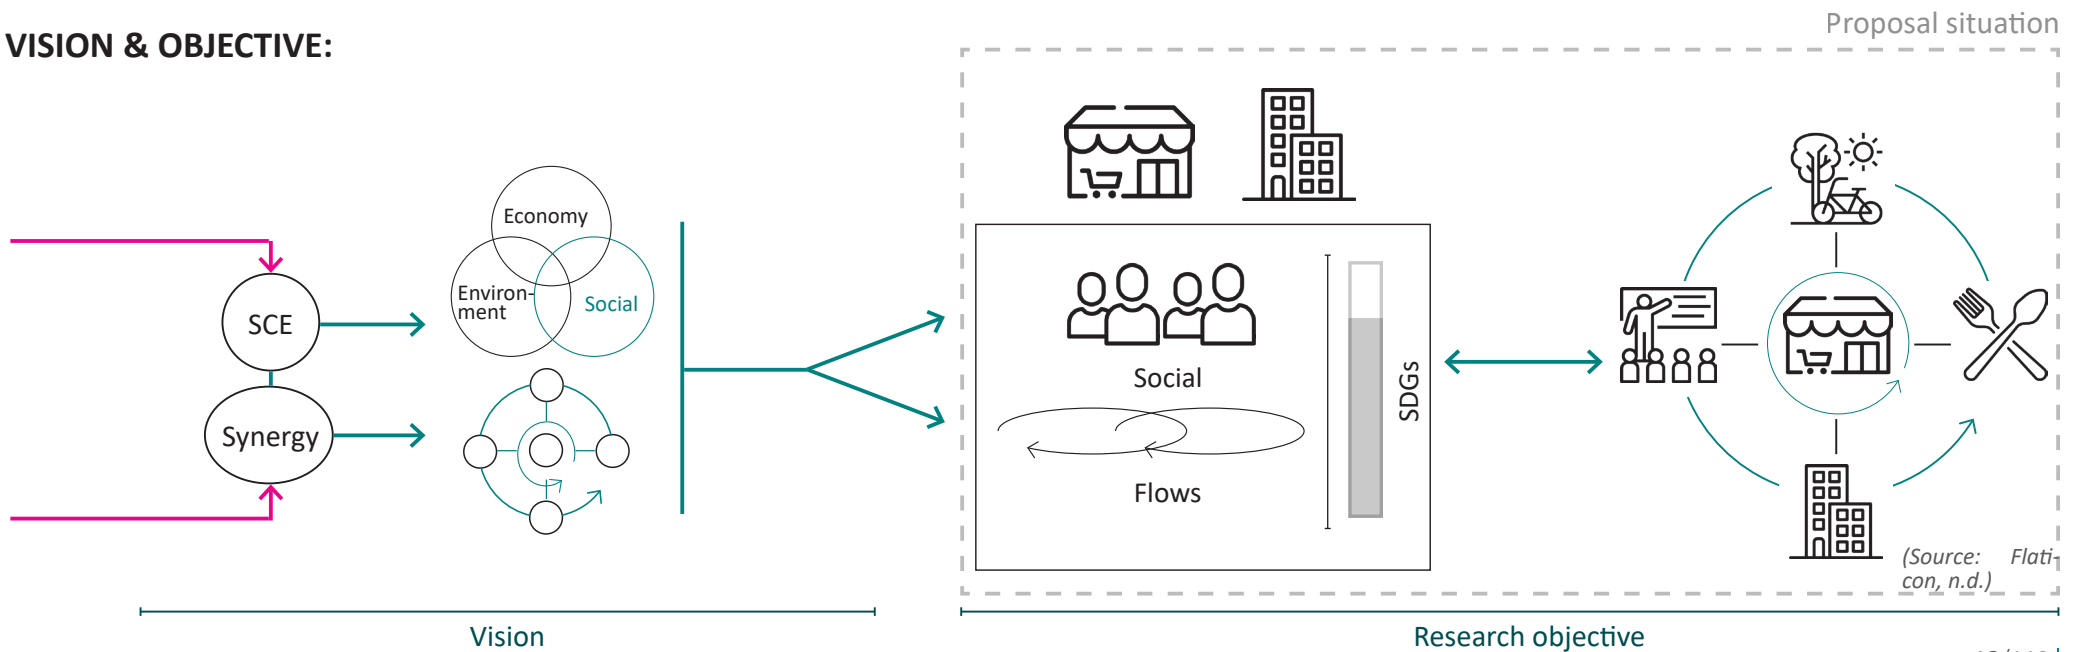 Proposal situation
VISION & OBJECTIVE:
Economy
Environ-
ment
Social
SCE
Synergy
Social
Flows
SDGs
(Source: Flati-
con, n.d.)
Vision
Research objective